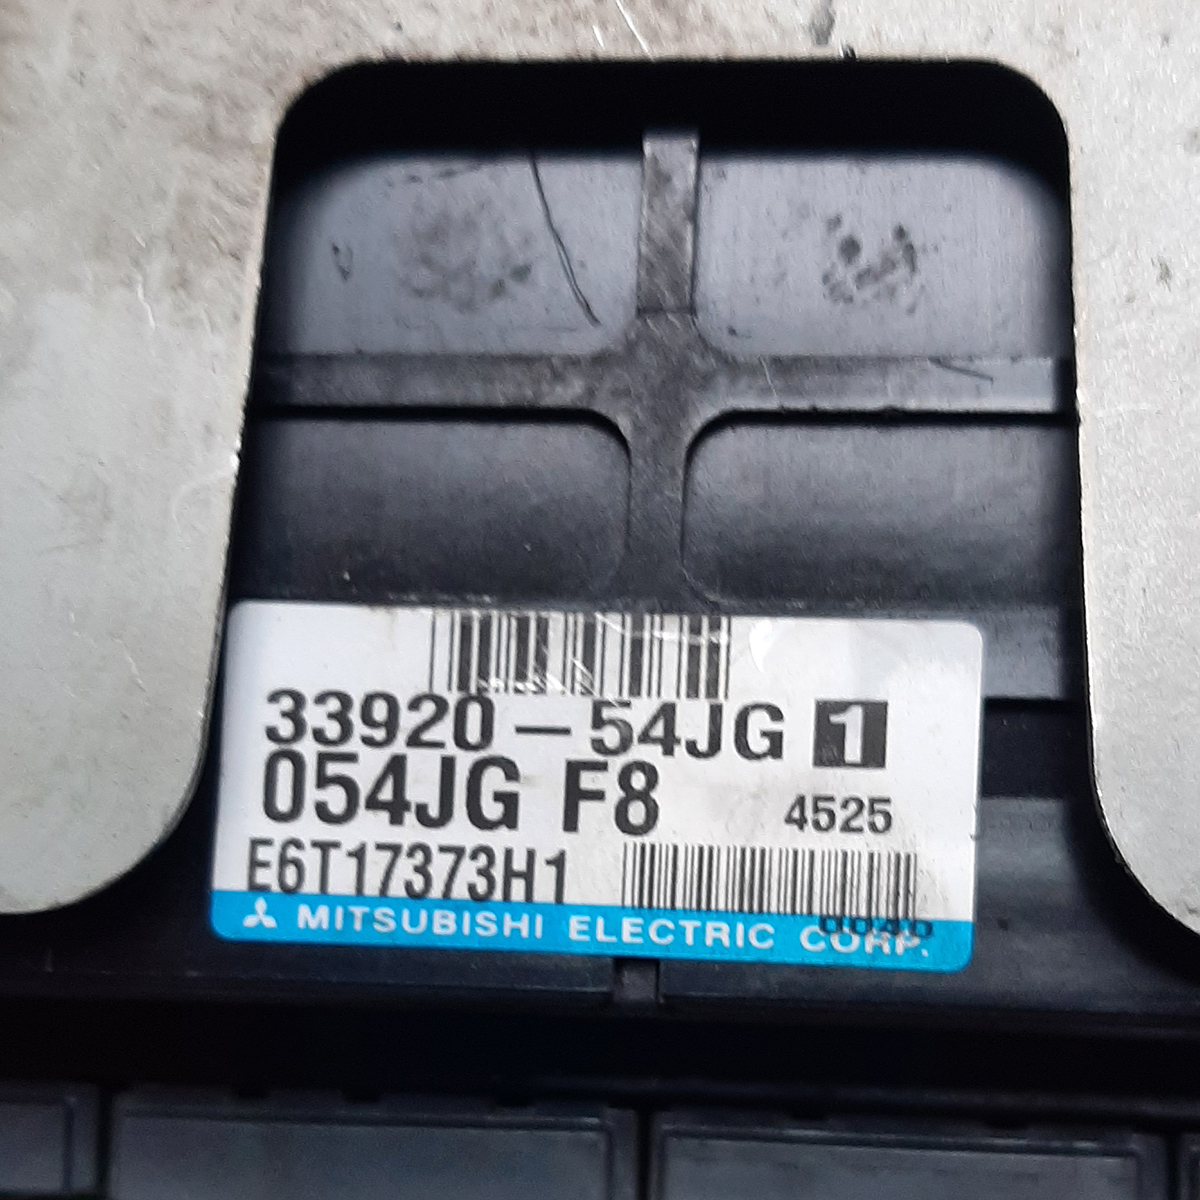 33920-54JG 1
054JG F8 4525
E6T17373H1
MITSUBISHI ELECTRIC CORP.